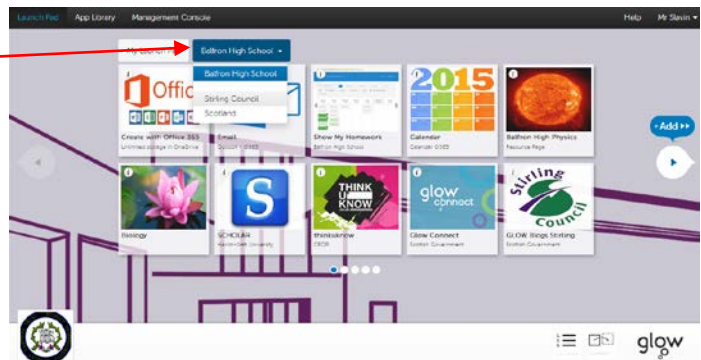 Launch Pad App Library Management Console Help Mr Slavin
My Launch Pad Balfron High School
Balfron High School
Stirling Council
Scotland
Office
2015
Create with Office 365
Unlimited storage in OneDrive
Email
Show My Homework
Balfron High School
Calendar
Calendar O365
Balfron High Physics
Resource Page
+Add
THINK
U
KNOW
glow
connect
Stirling
Council
S
Biology
SCHOLAR
Heriot-Watt University
thinkuknow
CEOP
Glow Connect
Scottish Government
GLOW Blogs Stirling
Scottish Government
glow